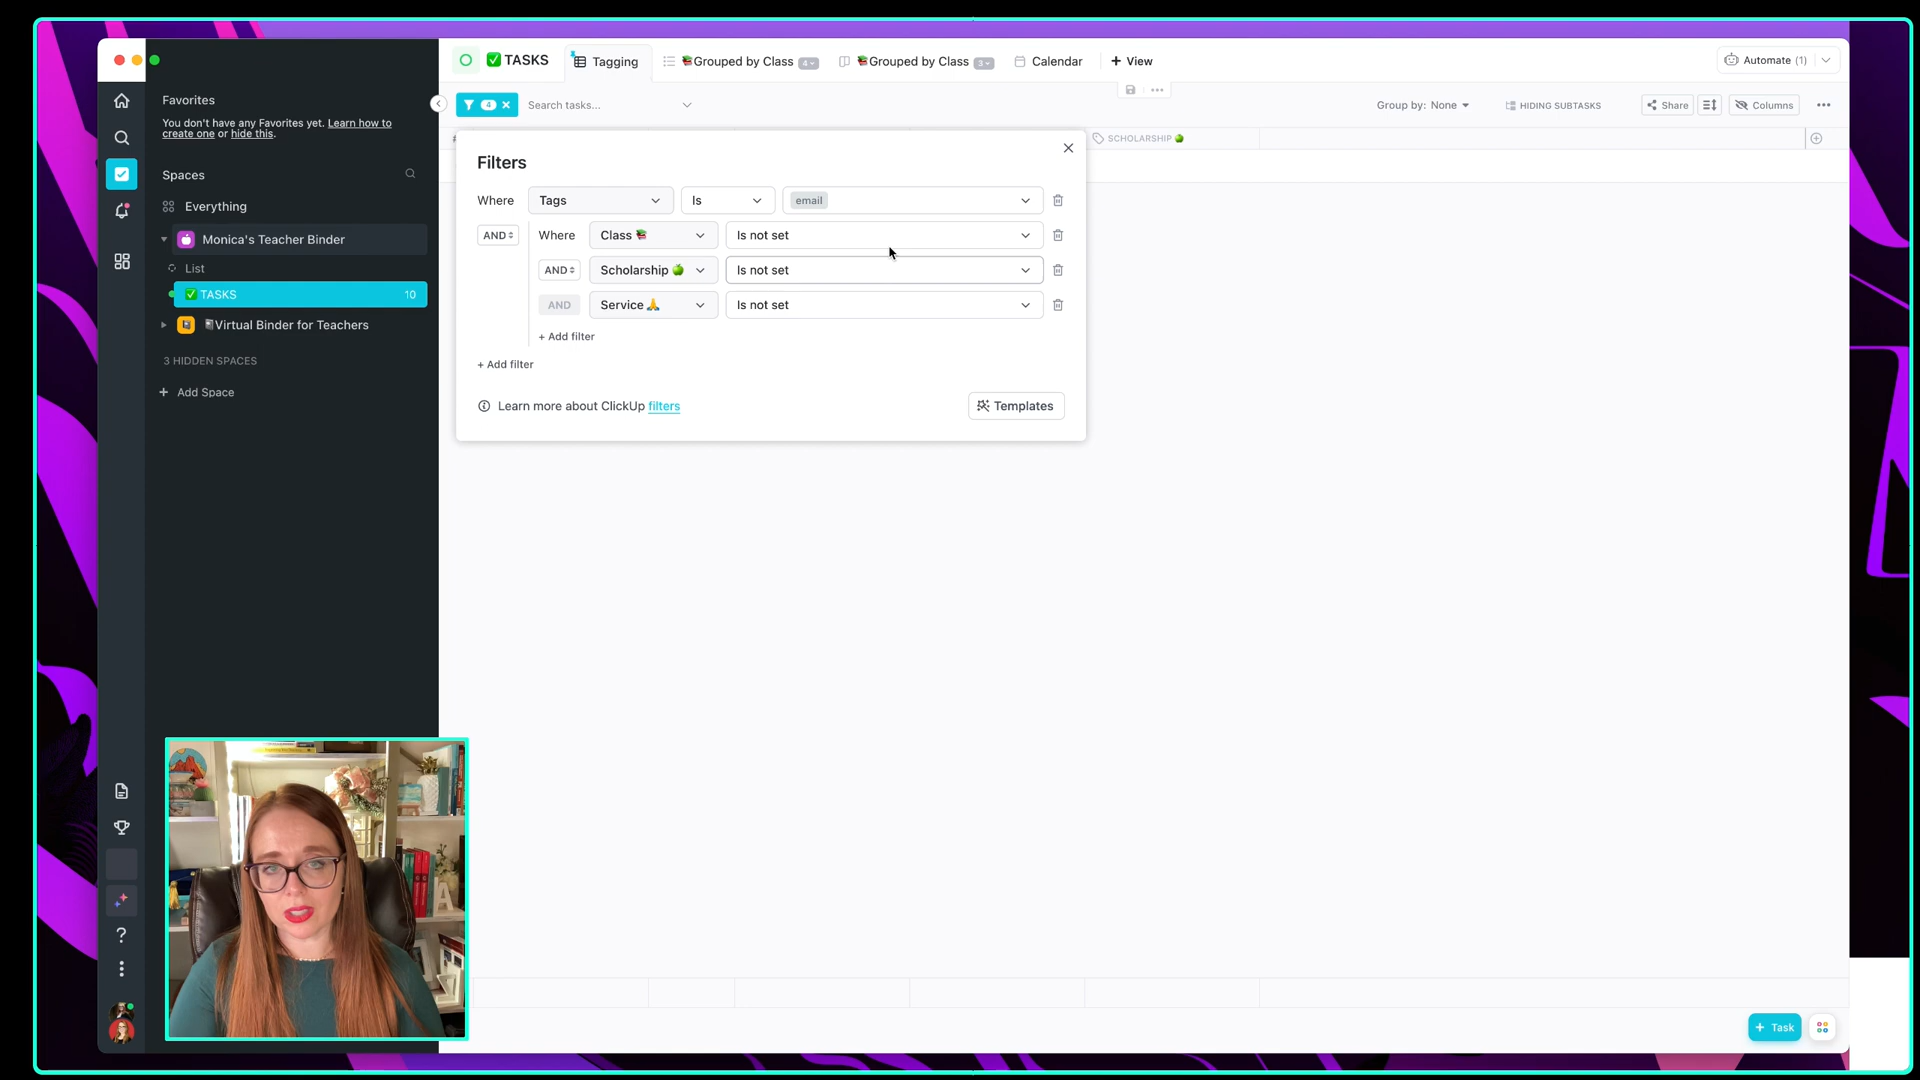 ✅ TASKS
Tagging
📚Grouped by Class 4
📚Grouped by Class 3
Calendar
+ View
Automate (1)
Favorites
You don't have any Favorites yet. Learn how to
create one or hide this.
4
Search tasks...
Group by: None
HIDING SUBTASKS
Share
Columns
#
SCHOLARSHIP 🍏
Spaces
Everything
Monica's Teacher Binder
List
✅ TASKS 10
📓Virtual Binder for Teachers
3 HIDDEN SPACES
+ Add Space
Filters
Where Tags Is email
AND Where Class 📚 Is not set
AND Scholarship 🍏 Is not set
AND Service 🙏 Is not set
+ Add filter
+ Add filter
Learn more about ClickUp filters
Templates
?
A
+ Task